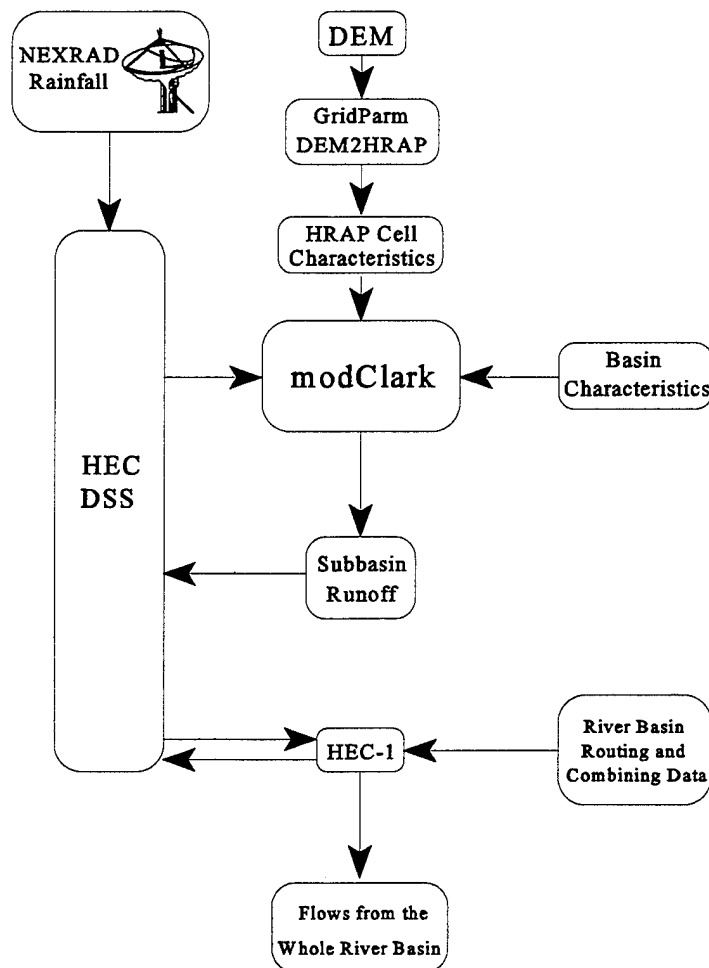 NEXRAD
Rainfall
DEM
GridParm
DEM2HRAP
HRAP Cell
Characteristics
modClark
Basin
Characteristics
HEC
DSS
Subbasin
Runoff
HEC-1
River Basin
Routing and
Combining Data
Flows from the
Whole River Basin